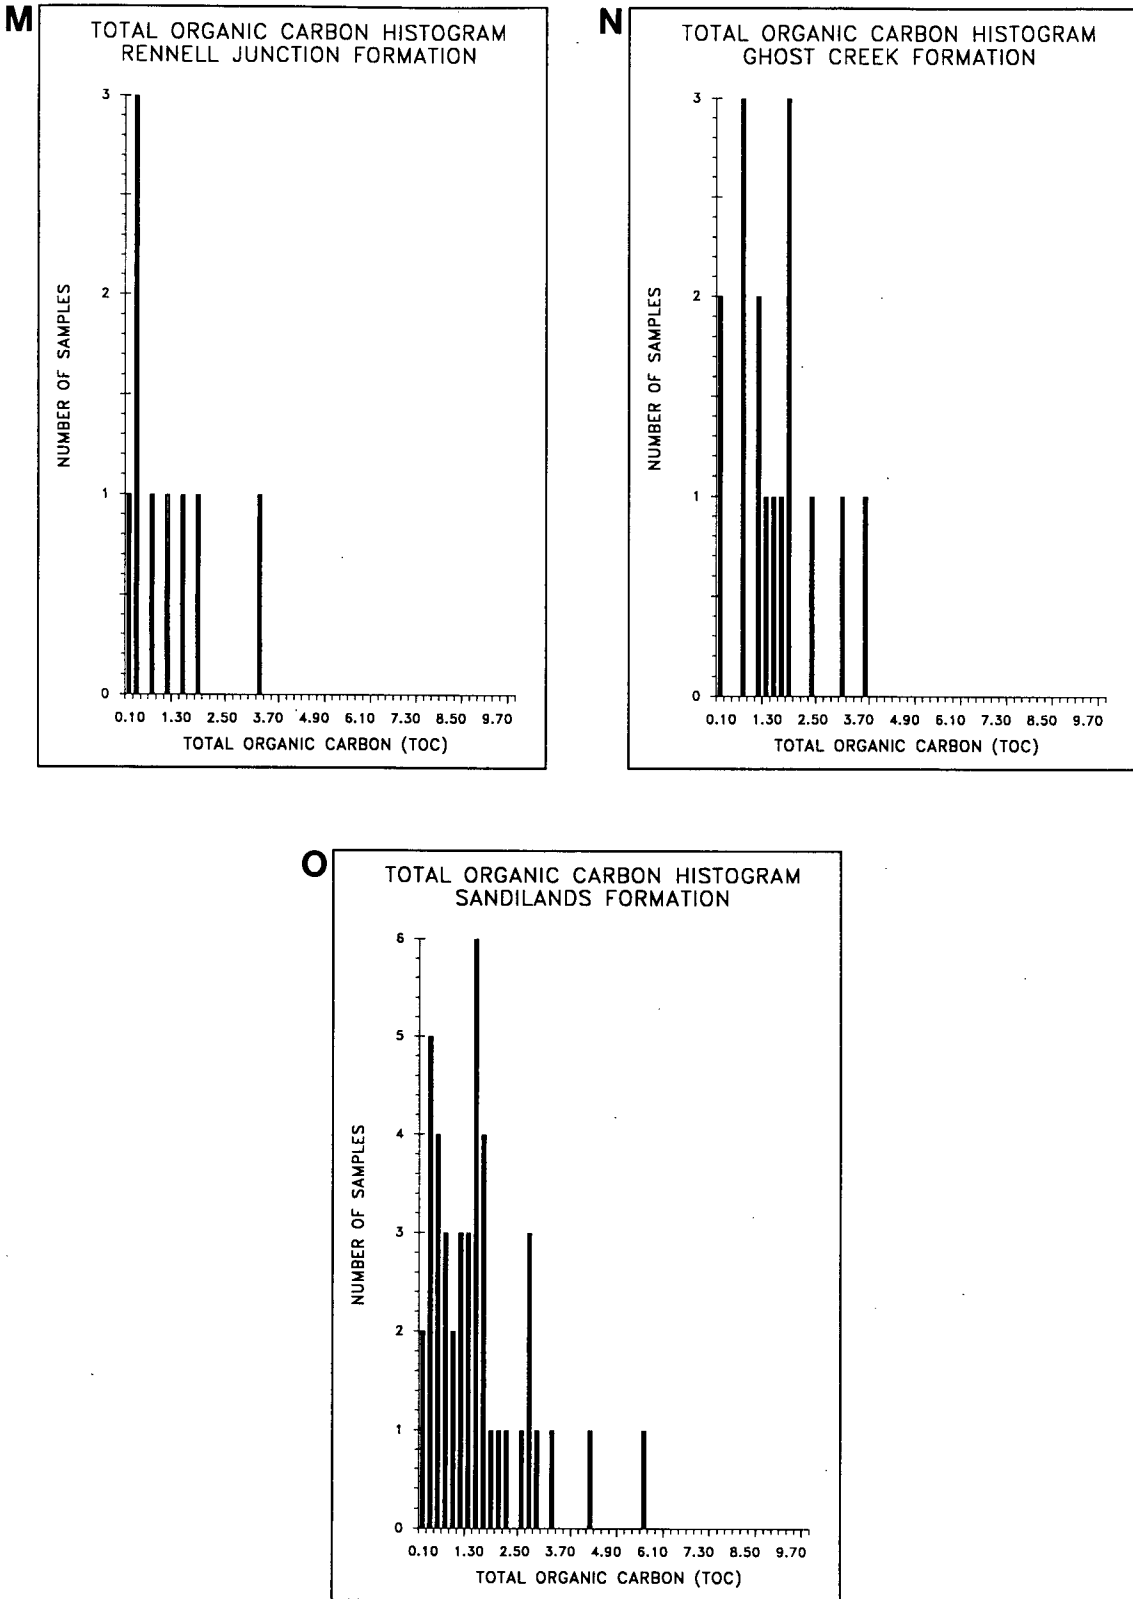 M
TOTAL ORGANIC CARBON HISTOGRAM
RENNELL JUNCTION FORMATION
3
2
1
0
NUMBER OF SAMPLES
0.10 1.30 2.50 3.70 4.90 6.10 7.30 8.50 9.70
TOTAL ORGANIC CARBON (TOC)
N
TOTAL ORGANIC CARBON HISTOGRAM
GHOST CREEK FORMATION
3
2
1
0
NUMBER OF SAMPLES
0.10 1.30 2.50 3.70 4.90 6.10 7.30 8.50 9.70
TOTAL ORGANIC CARBON (TOC)
O
TOTAL ORGANIC CARBON HISTOGRAM
SANDILANDS FORMATION
6
5
4
3
2
1
0
NUMBER OF SAMPLES
0.10 1.30 2.50 3.70 4.90 6.10 7.30 8.50 9.70
TOTAL ORGANIC CARBON (TOC)